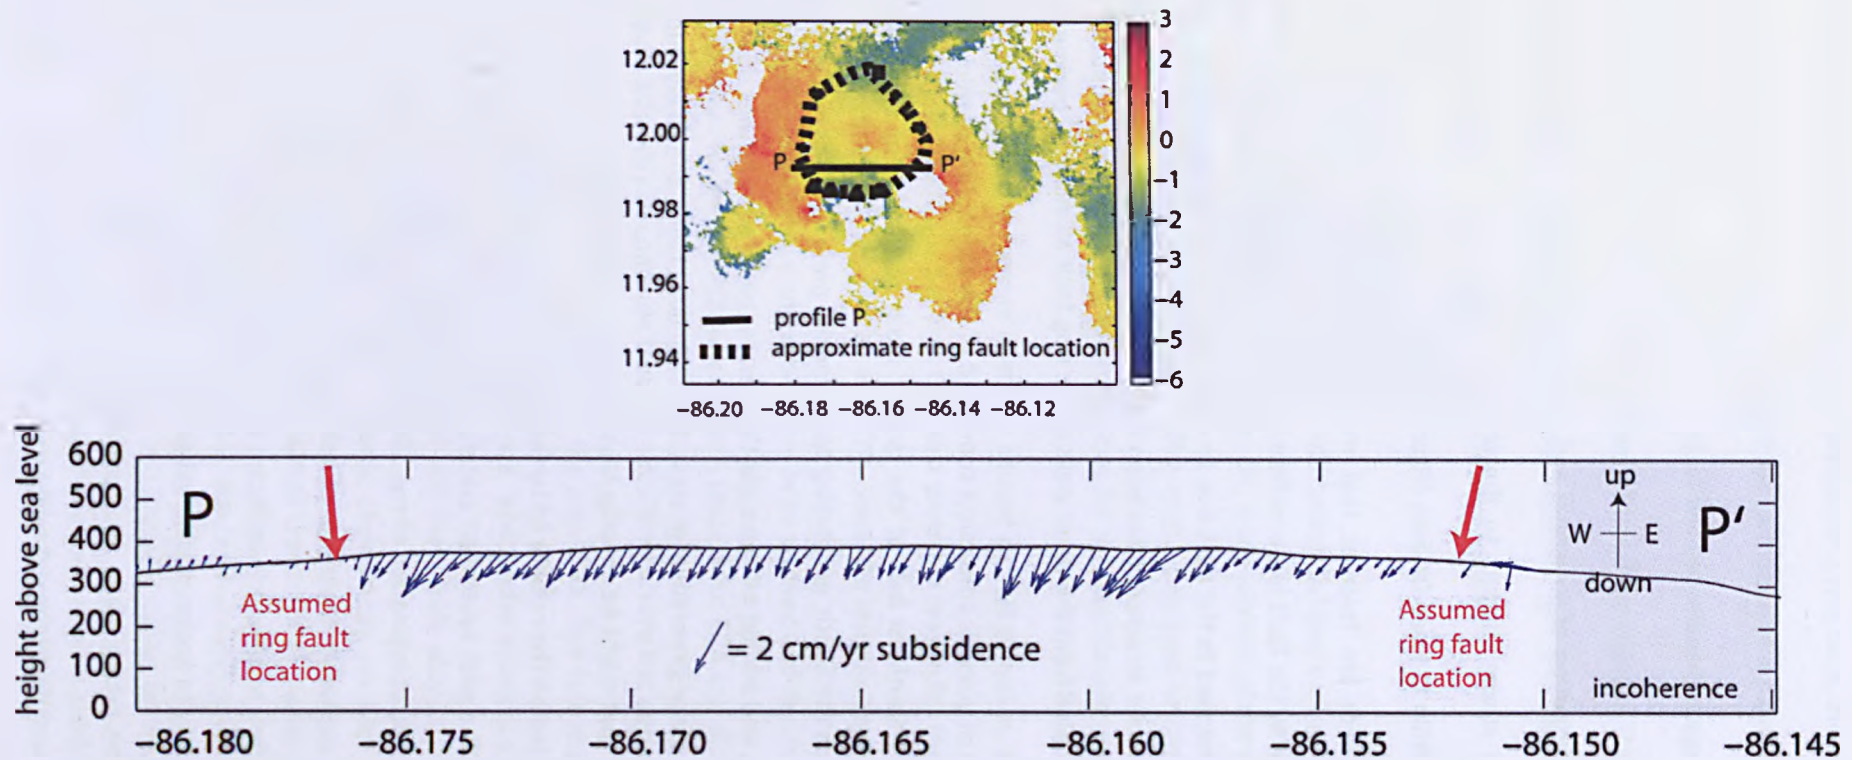 3
2
1
0
−1
−2
−3
−4
−5
−6
12.02
12.00
11.98
11.96
11.94
P P'
profile P
approximate ring fault location
−86.20 −86.18 −86.16 −86.14 −86.12
height above sea level
600
500
400
300
200
100
0
P
up
W E
down
P'
Assumed
ring fault
location
= 2 cm/yr subsidence
Assumed
ring fault
location
incoherence
−86.180 −86.175 −86.170 −86.165 −86.160 −86.155 −86.150 −86.145